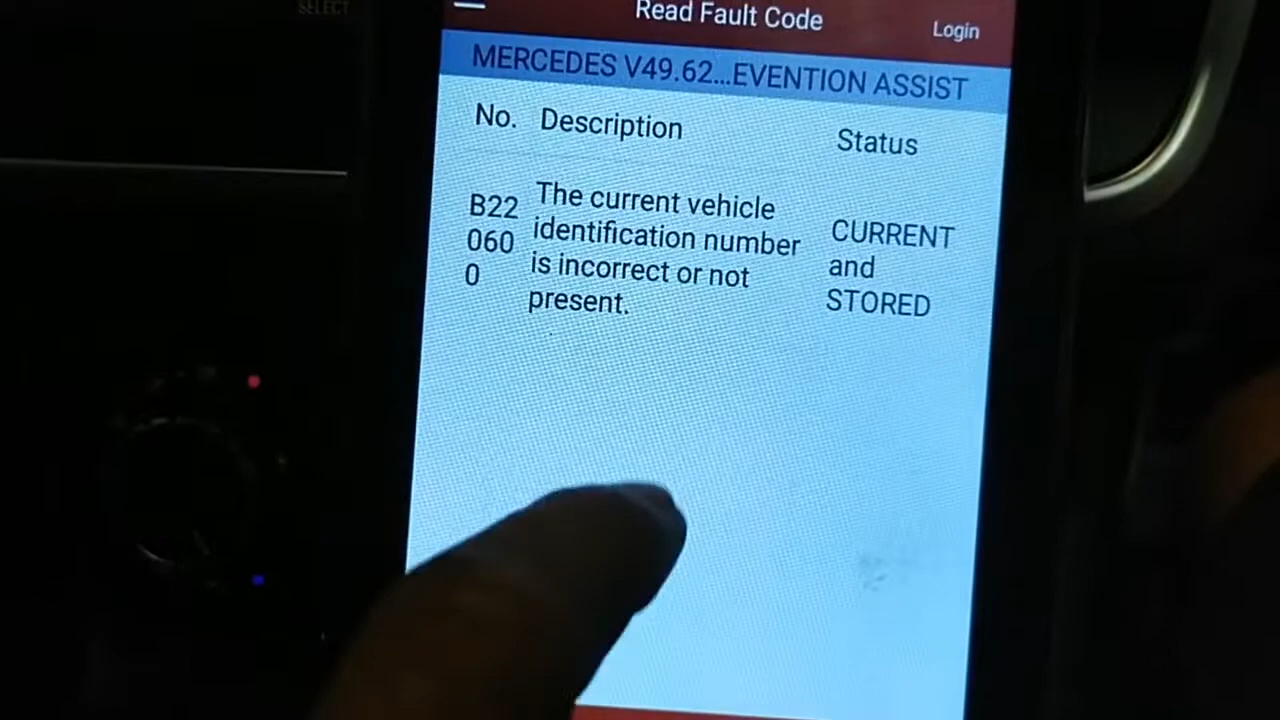 SELECT
Read Fault Code
Login
MERCEDES V49.62...EVENTION ASSIST
No. Description Status
B22
060
0
The current vehicle
identification number
is incorrect or not
present.
CURRENT
and
STORED